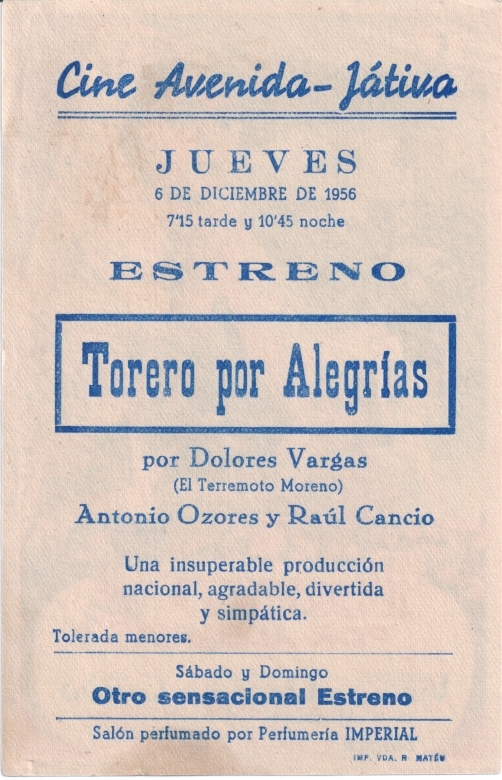 Cine Avenida - Játiva
JUEVES
6 DE DICIEMBRE DE 1956
7'15 tarde y 10'45 noche
ESTRENO
Torero por Alegrías
por Dolores Vargas
(El Terremoto Moreno)
Antonio Ozores y Raúl Cancio
Una insuperable producción
nacional, agradable, divertida
y simpática.
Tolerada menores.
Sábado y Domingo
Otro sensacional Estreno
Salón perfumado por Perfumería IMPERIAL
IMP. VDA. R MATÉU